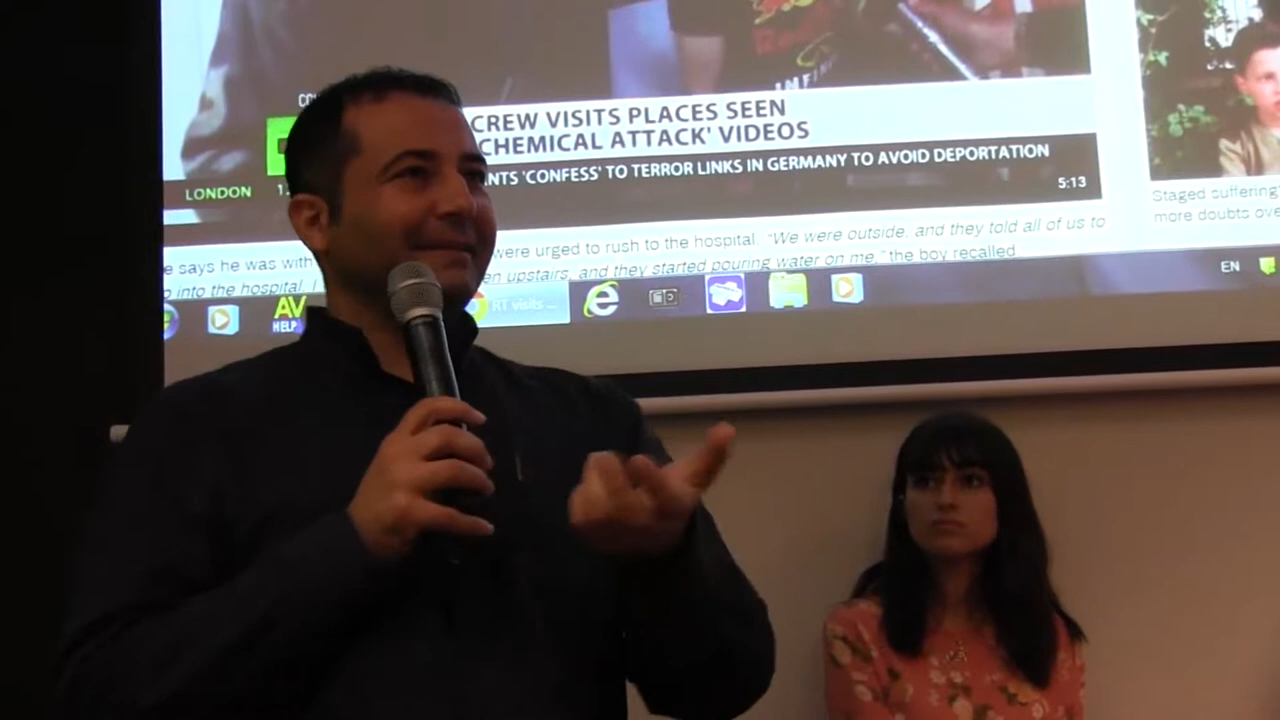 CREW VISITS PLACES SEEN
CHEMICAL ATTACK' VIDEOS
NTS 'CONFESS' TO TERROR LINKS IN GERMANY TO AVOID DEPORTATION
LONDON
5:13
were urged to rush to the hospital. "We were outside, and they told all of us to
e says he was with
en upstairs, and they started pouring water on me," the boy recalled
into the hospital. I
Staged suffering'
more doubts ove
AV
HELP
RT visits ...
EN